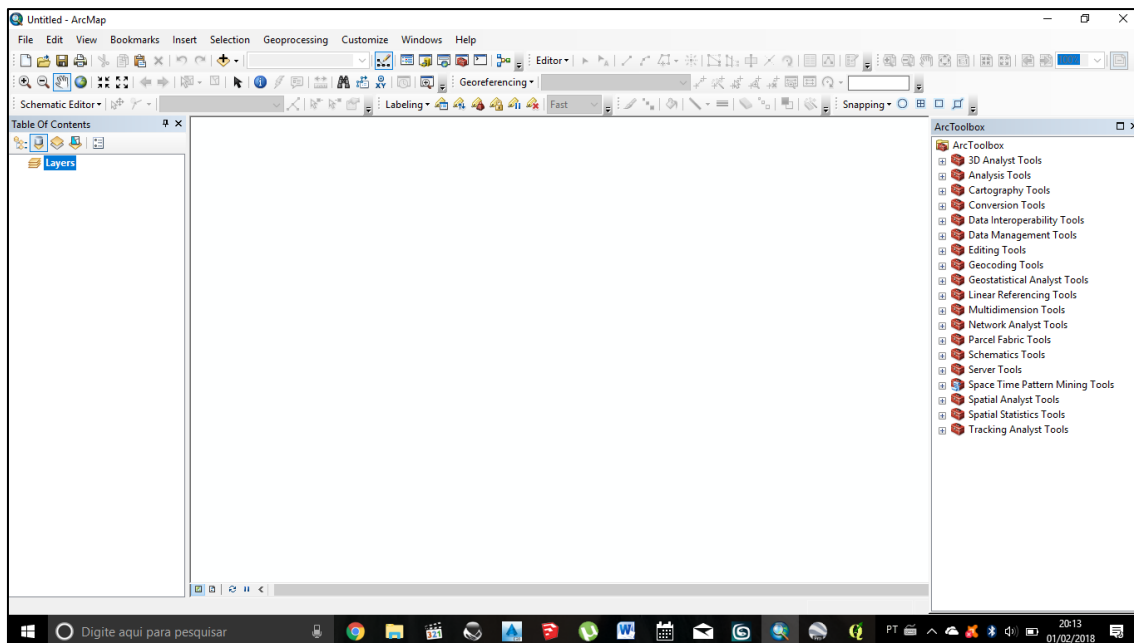 Untitled - ArcMap
File Edit View Bookmarks Insert Selection Geoprocessing Customize Windows Help
Editor
Georeferencing
Schematic Editor Labeling Fast Snapping
Table Of Contents
Layers
ArcToolbox
ArcToolbox
3D Analyst Tools
Analysis Tools
Cartography Tools
Conversion Tools
Data Interoperability Tools
Data Management Tools
Editing Tools
Geocoding Tools
Geostatistical Analyst Tools
Linear Referencing Tools
Multidimension Tools
Network Analyst Tools
Parcel Fabric Tools
Schematics Tools
Server Tools
Space Time Pattern Mining Tools
Spatial Analyst Tools
Spatial Statistics Tools
Tracking Analyst Tools
Digite aqui para pesquisar
PT
20:13
01/02/2018